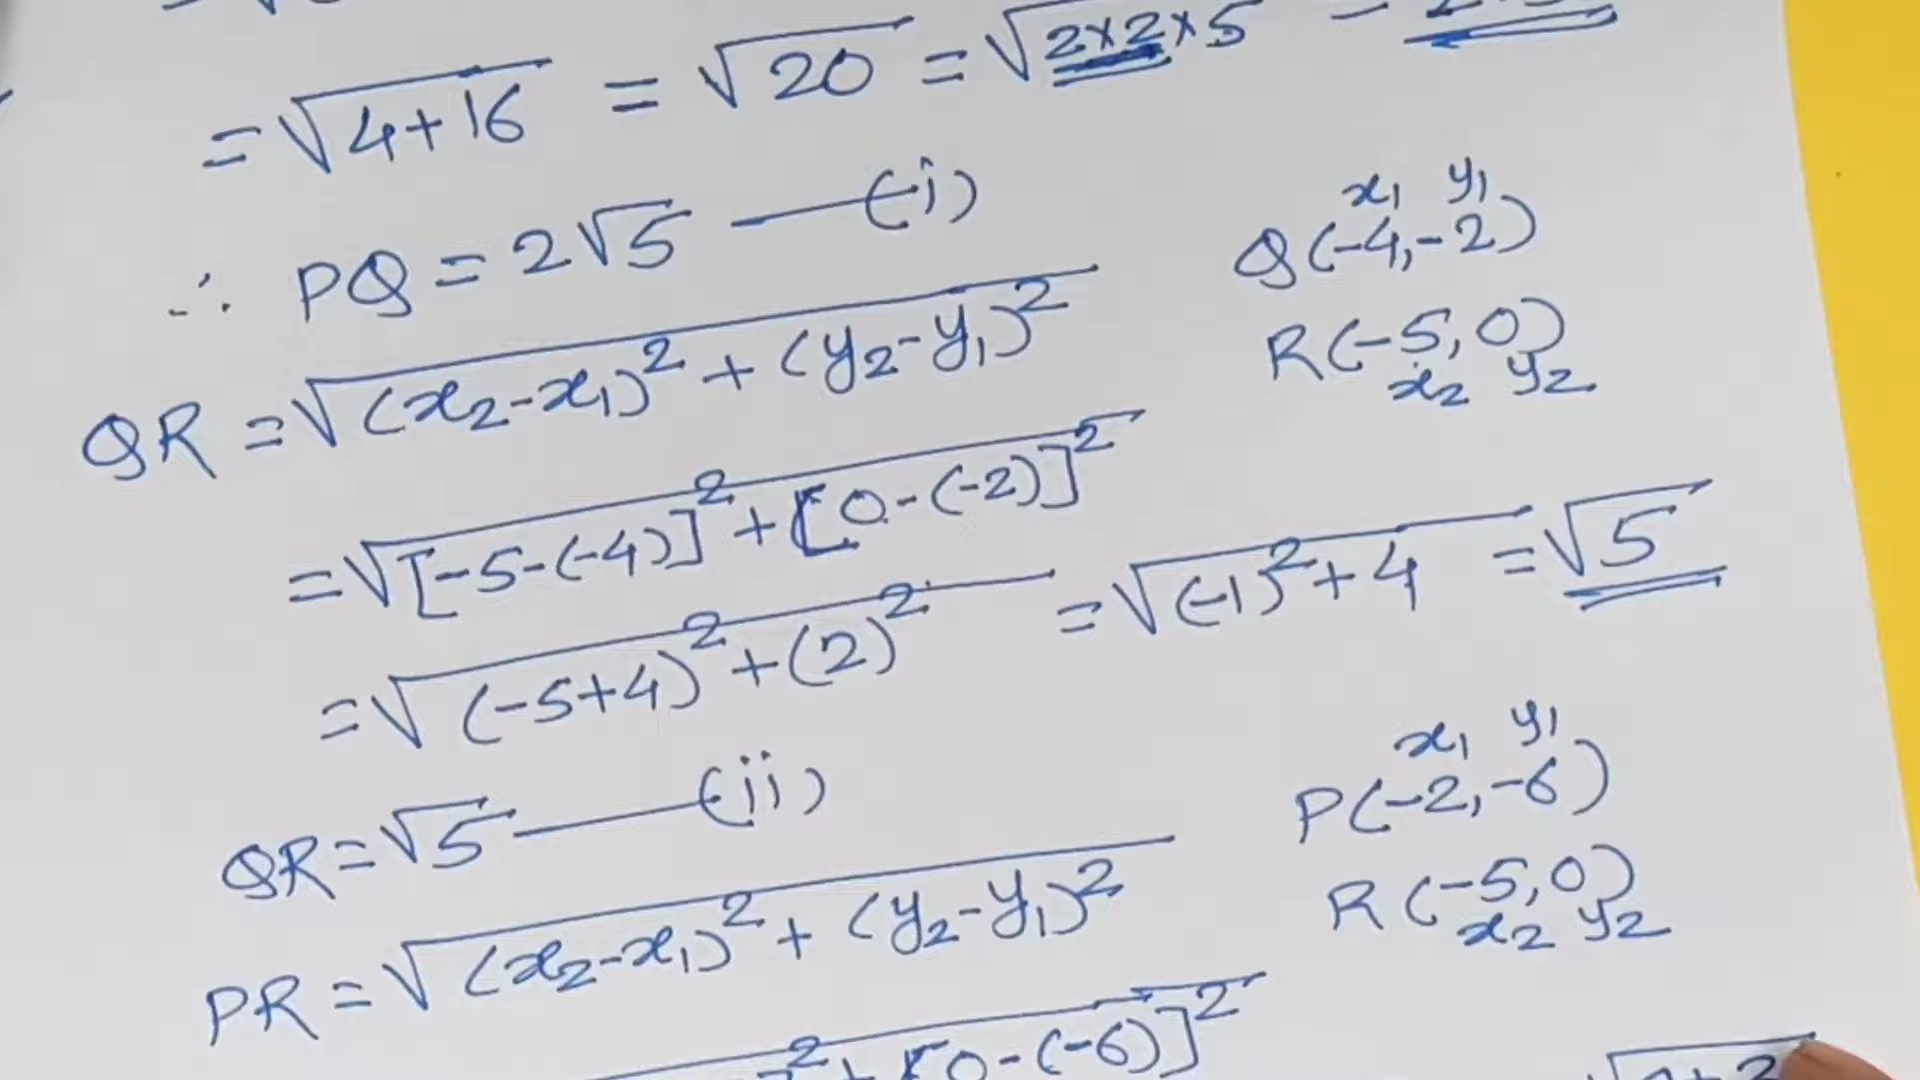 = √4+16 = √20 = √2×2×5 =
∴ PQ = 2√5 —(i)
x₁ y₁
Q(-4,-2)
R(-5,0)
x₂ y₂
QR = √(x₂-x₁)² + (y₂-y₁)²
= √[-5-(-4)]² + [0-(-2)]²
= √(-5+4)² + (2)² = √(-1)² + 4 = √5
QR = √5 —(ii)
x₁ y₁
P(-2,-6)
R(-5,0)
x₂ y₂
PR = √(x₂-x₁)² + (y₂-y₁)²
² + [0-(-6)]²